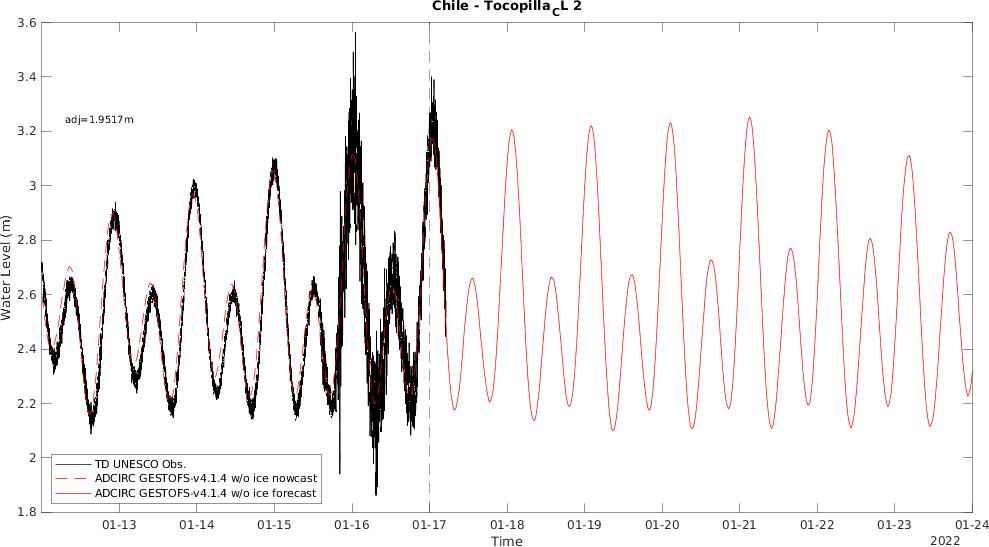 Chile - Tocopilla_CL 2
3.6
3.4
3.2
3
2.8
2.6
2.4
2.2
2
1.8
Water Level (m)
adj=1.9517m
TD UNESCO Obs.
ADCIRC GESTOFS-v4.1.4 w/o ice nowcast
ADCIRC GESTOFS-v4.1.4 w/o ice forecast
01-13 01-14 01-15 01-16 01-17 01-18 01-19 01-20 01-21 01-22 01-23 01-24
Time
2022